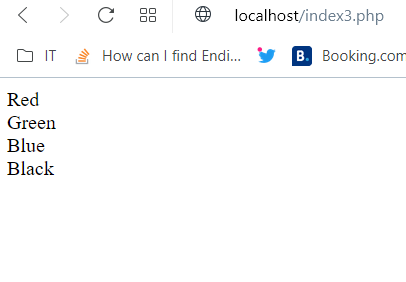 localhost/index3.php
IT How can I find Endi... B. Booking.com
Red
Green
Blue
Black